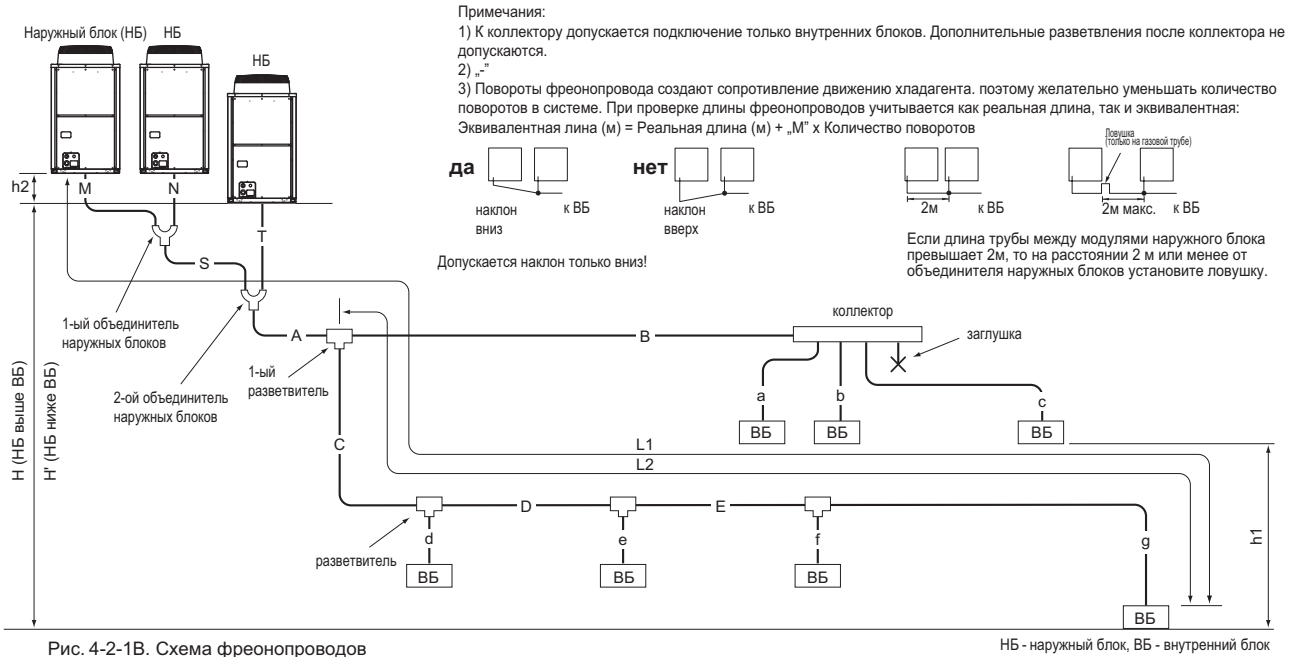 Примечания:
1) К коллектору допускается подключение только внутренних блоков. Дополнительные разветвления после коллектора не
допускаются.
2) „-”
3) Повороты фреонопровода создают сопротивление движению хладагента. поэтому желательно уменьшать количество
поворотов в системе. При проверке длины фреонопроводов учитывается как реальная длина, так и эквивалентная:
Эквивалентная лина (м) = Реальная длина (м) + „М” x Количество поворотов
Наружный блок (НБ)
НБ
НБ
да
наклон
вниз
к ВБ
нет
наклон
вверх
к ВБ
2м
к ВБ
Ловушка
(только на газовой трубе)
2м макс.
к ВБ
Допускается наклон только вниз!
Если длина трубы между модулями наружного блока
превышает 2м, то на расстоянии 2 м или менее от
объединителя наружных блоков установите ловушку.
h2
M
N
T
S
1-ый объединитель
наружных блоков
2-ой объединитель
наружных блоков
A
1-ый
разветвитель
B
коллектор
заглушка
a
b
c
ВБ
ВБ
ВБ
H (НБ выше ВБ)
H' (НБ ниже ВБ)
C
L1
L2
D
E
разветвитель
d
e
f
g
ВБ
ВБ
ВБ
ВБ
h1
Рис. 4-2-1B. Схема фреонопроводов
НБ - наружный блок, ВБ - внутренний блок